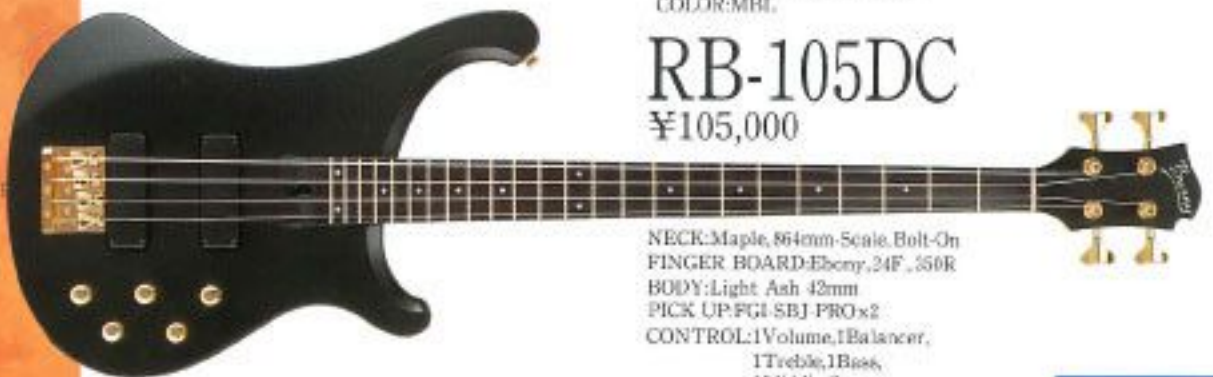 COLOR:MBL
RB-105DC
¥105,000
NECK:Maple,864mm-Scale,Bolt-On
FINGER BOARD:Ebony,24F,350R
BODY:Light Ash 42mm
PICK UP:FGI-SBJ-PRO×2
CONTROL:1Volume,1Balancer,
1Treble,1Bass,